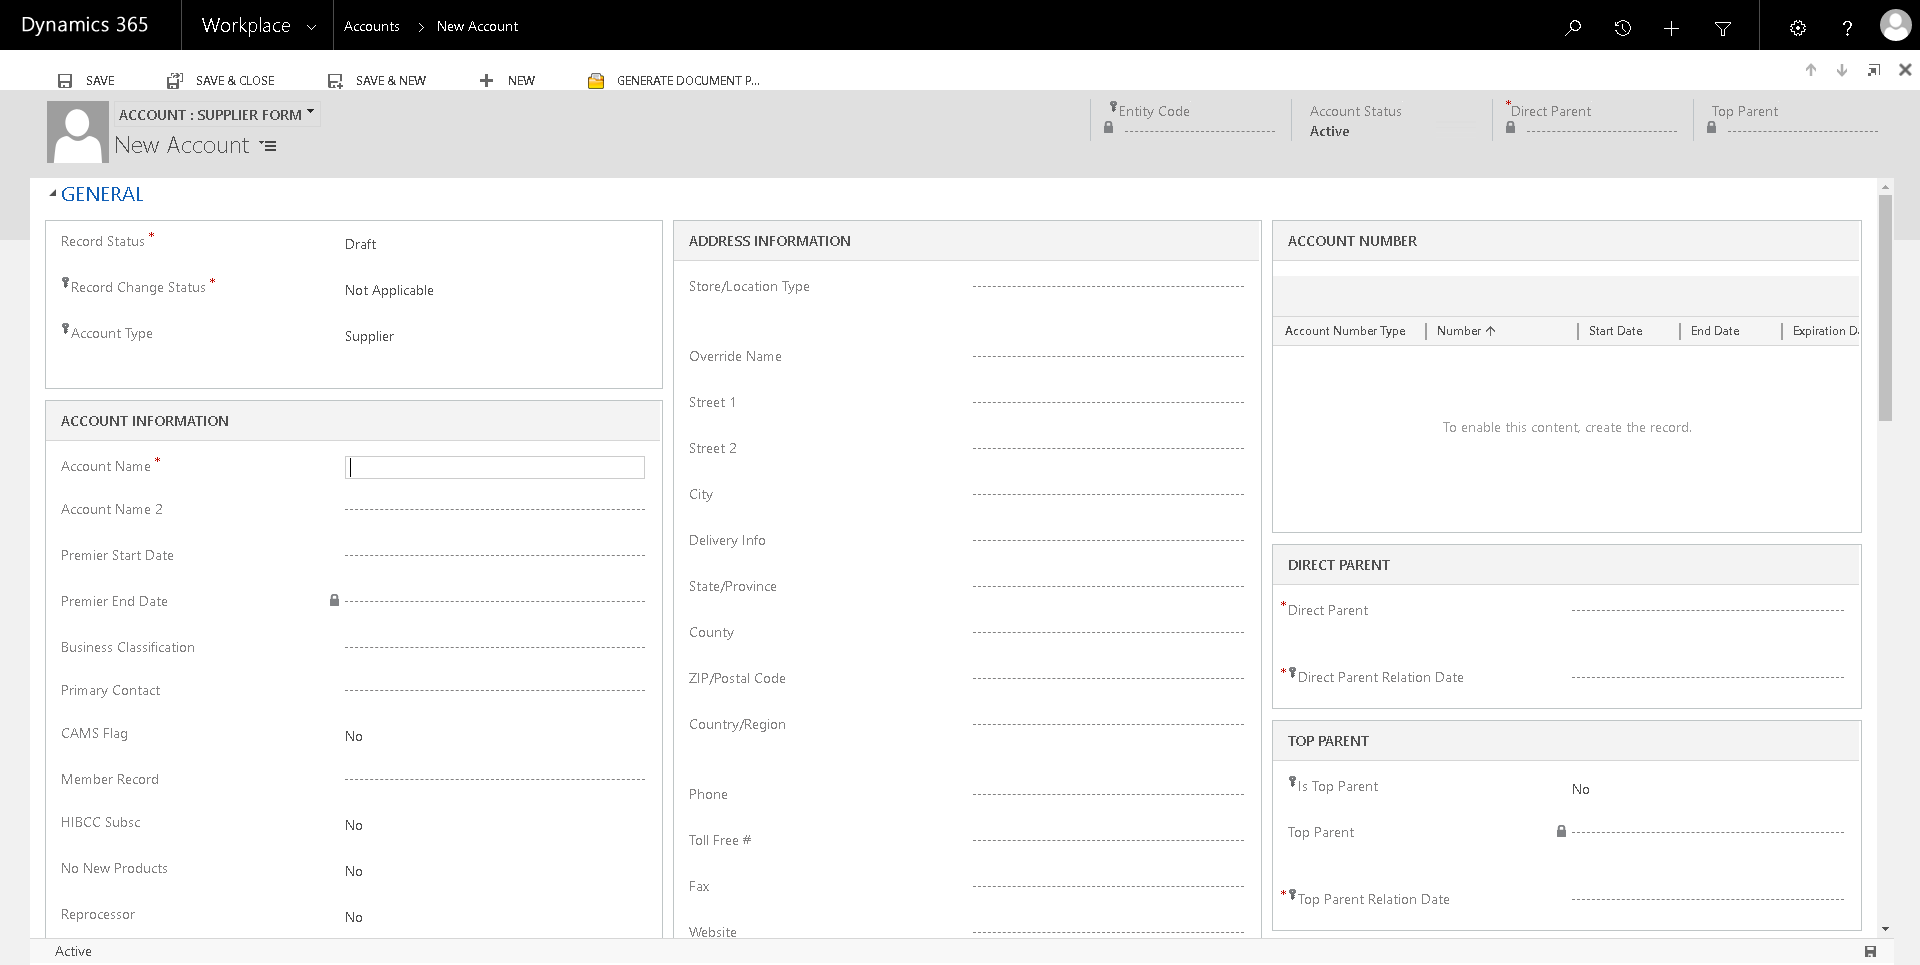 Dynamics 365 Workplace Accounts > New Account
SAVE SAVE & CLOSE SAVE & NEW NEW GENERATE DOCUMENT P...
ACCOUNT : SUPPLIER FORM
New Account
*Entity Code
Account Status
Active
*Direct Parent
Top Parent
GENERAL
Record Status *
Draft
Record Change Status *
Not Applicable
Account Type
Supplier
ACCOUNT INFORMATION
Account Name *
Account Name 2
Premier Start Date
Premier End Date
Business Classification
Primary Contact
CAMS Flag
No
Member Record
HIBCC Subsc
No
No New Products
No
Reprocessor
No
ADDRESS INFORMATION
Store/Location Type
Override Name
Street 1
Street 2
City
Delivery Info
State/Province
County
ZIP/Postal Code
Country/Region
Phone
Toll Free #
Fax
Website
ACCOUNT NUMBER
Account Number Type Number Start Date End Date Expiration D
To enable this content, create the record.
DIRECT PARENT
*Direct Parent
*Direct Parent Relation Date
TOP PARENT
Is Top Parent
No
Top Parent
*Top Parent Relation Date
Active